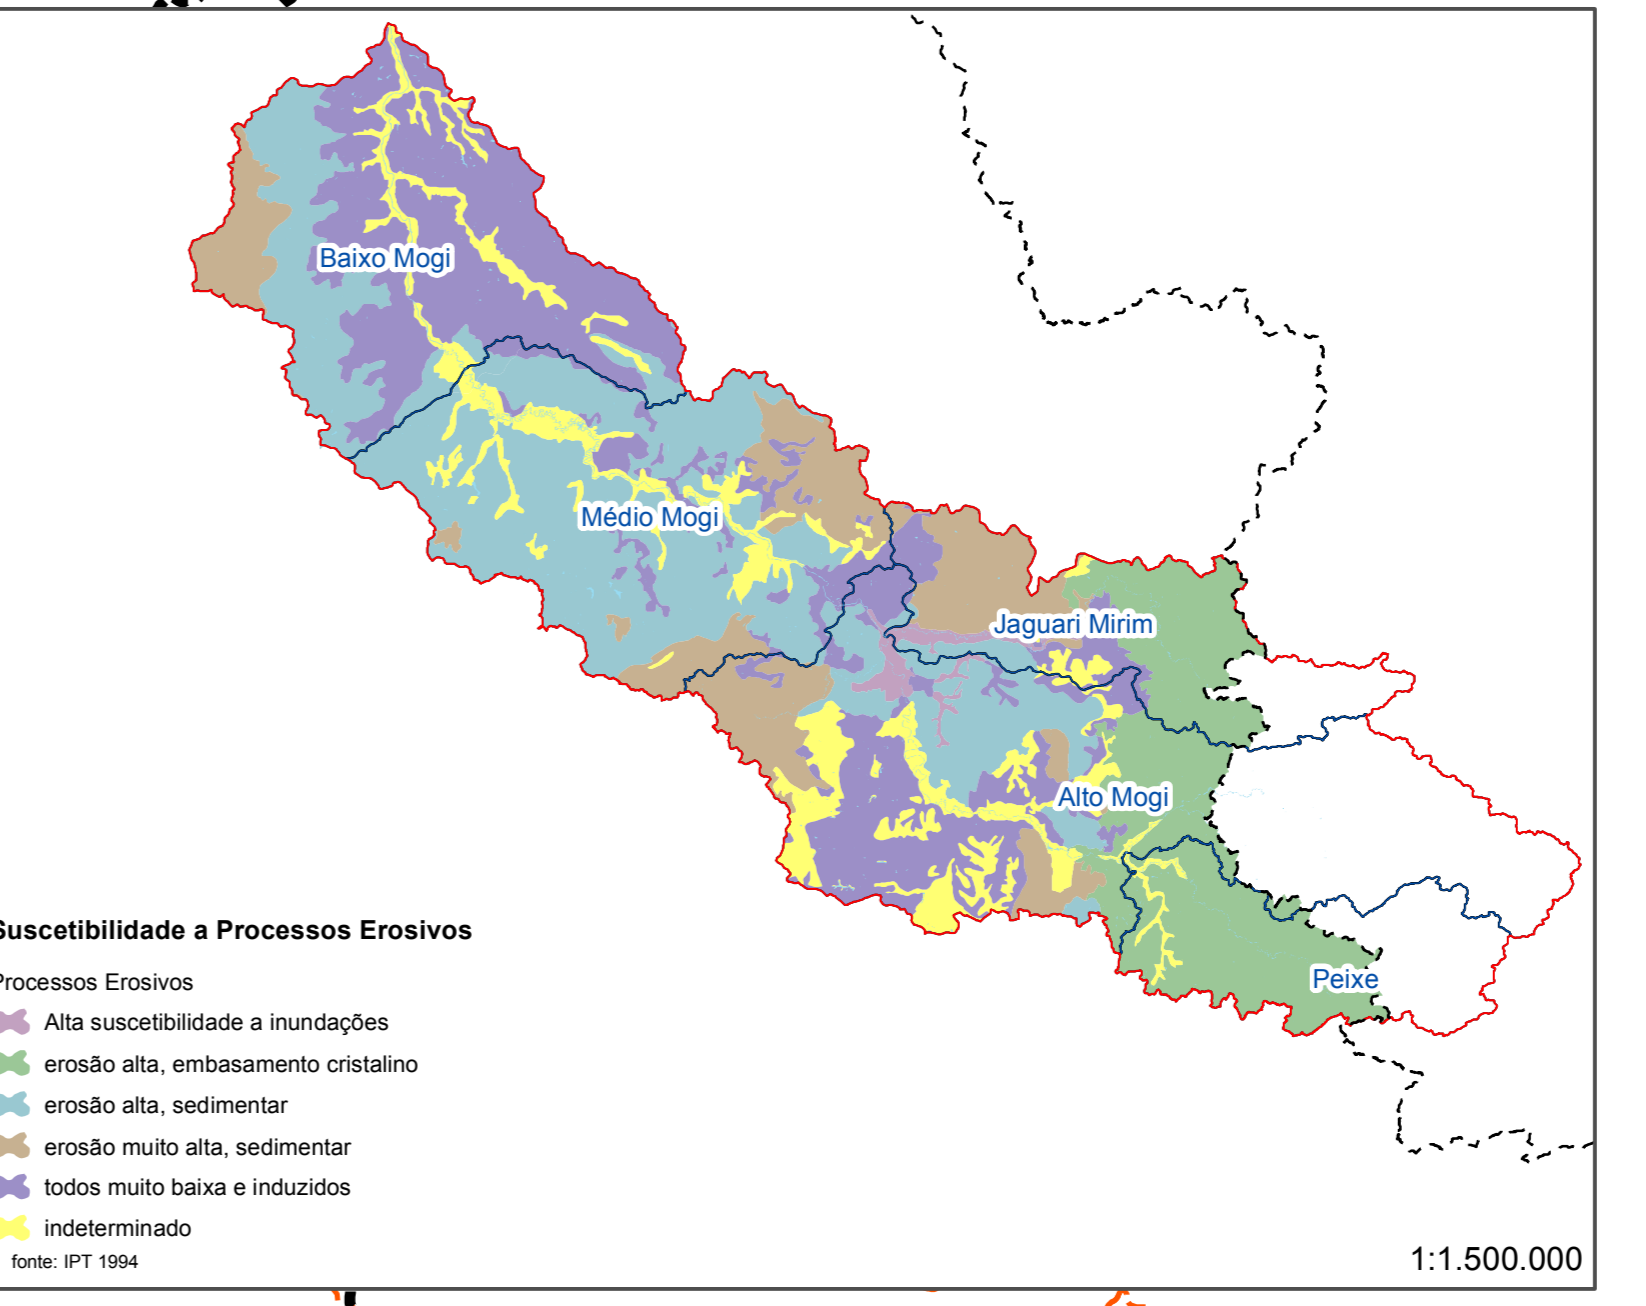 Baixo Mogi
Médio Mogi
Jaguari Mirim
Alto Mogi
Peixe
Suscetibilidade a Processos Erosivos
Processos Erosivos
Alta suscetibilidade a inundações
erosão alta, embasamento cristalino
erosão alta, sedimentar
erosão muito alta, sedimentar
todos muito baixa e induzidos
indeterminado
fonte: IPT 1994
1:1.500.000